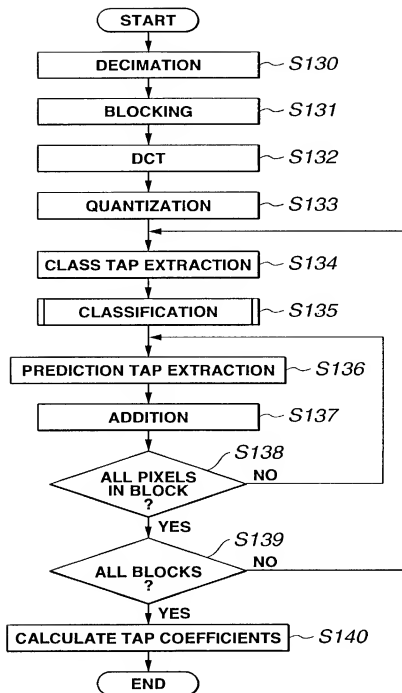 START
DECIMATION S130
BLOCKING S131
DCT S132
QUANTIZATION S133
CLASS TAP EXTRACTION S134
CLASSIFICATION S135
PREDICTION TAP EXTRACTION S136
ADDITION S137
S138
ALL PIXELS
IN BLOCK
?
NO
YES
S139
ALL BLOCKS ?
NO
YES
CALCULATE TAP COEFFICIENTS S140
END